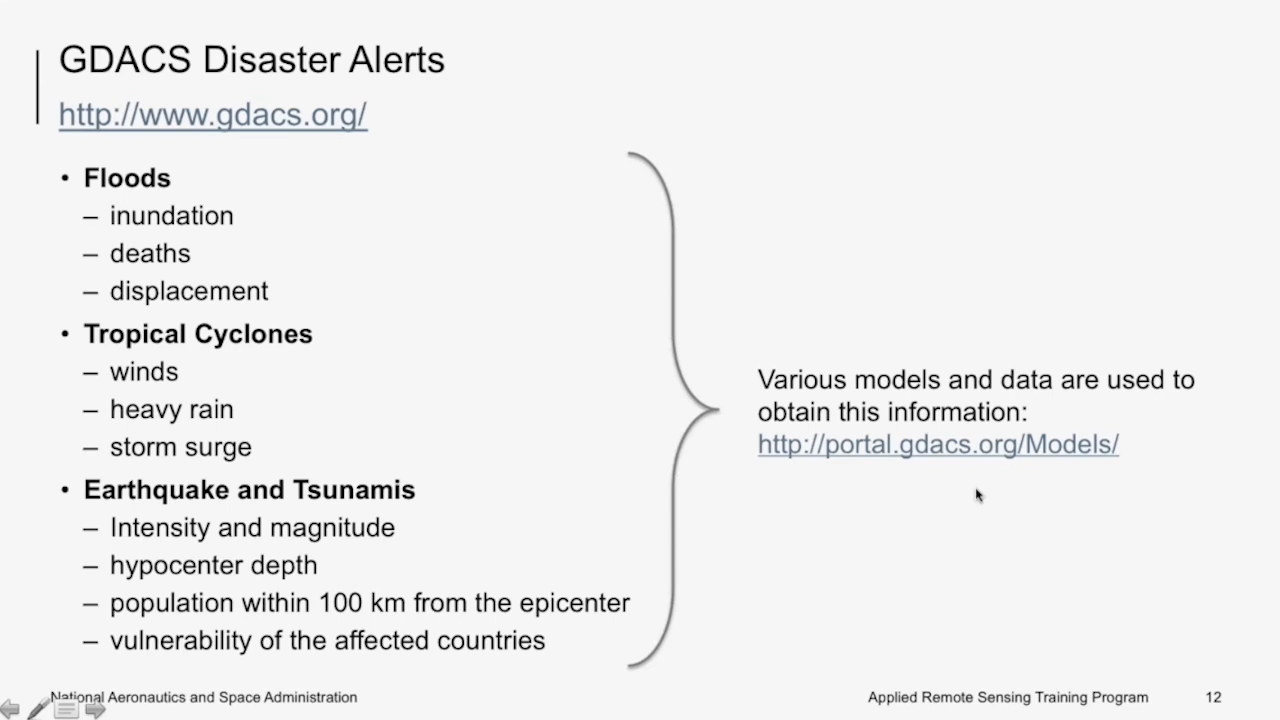 GDACS Disaster Alerts
http://www.gdacs.org/
• Floods
– inundation
– deaths
– displacement
• Tropical Cyclones
– winds
– heavy rain
– storm surge
• Earthquake and Tsunamis
– Intensity and magnitude
– hypocenter depth
– population within 100 km from the epicenter
– vulnerability of the affected countries
Various models and data are used to
obtain this information:
http://portal.gdacs.org/Models/
National Aeronautics and Space Administration
Applied Remote Sensing Training Program
12